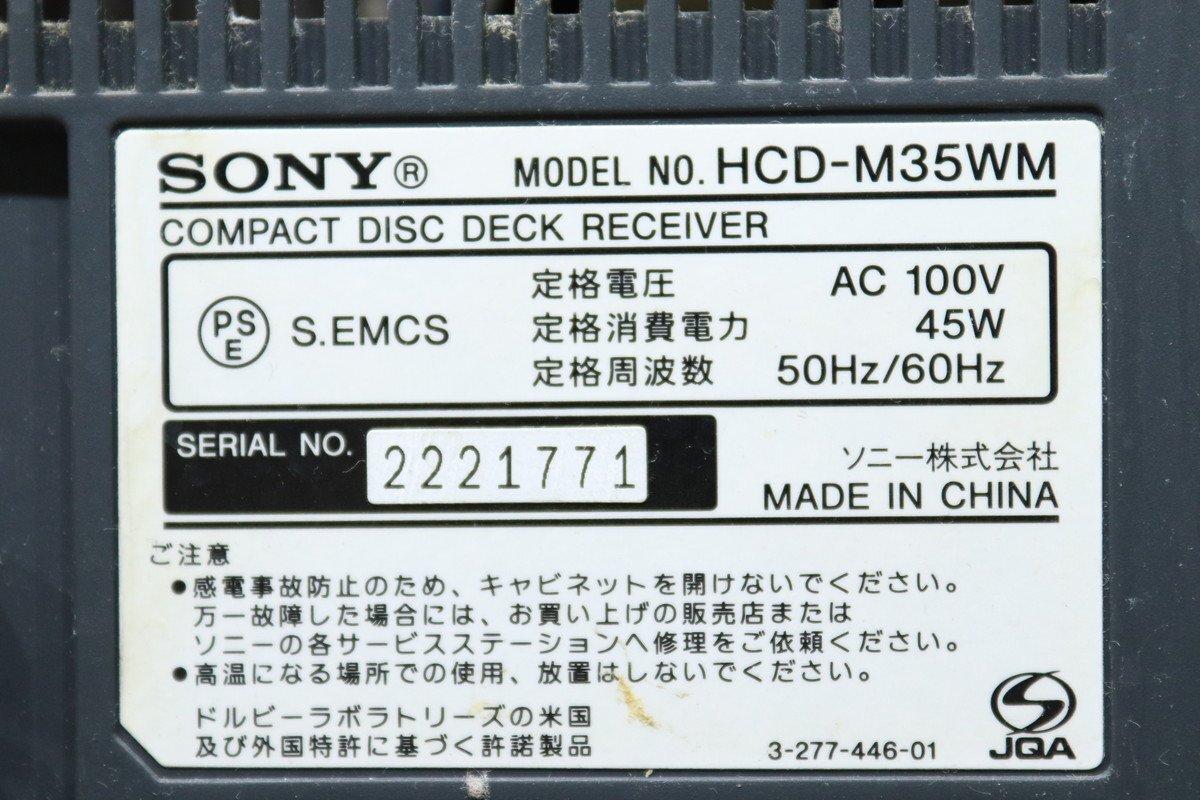 SONY® MODEL NO. HCD-M35WM
COMPACT DISC DECK RECEIVER
PSE S.EMCS
定格電圧 AC 100V
定格消費電力 45W
定格周波数 50Hz/60Hz
SERIAL NO. 2221771
ソニー株式会社
MADE IN CHINA
ご注意
●感電事故防止のため、キャビネットを開けないでください。
万一故障した場合には、お買い上げの販売店または
ソニーの各サービスステーションへ修理をご依頼ください。
●高温になる場所での使用、放置はしないでください。
ドルビーラボラトリーズの米国
及び外国特許に基づく許諾製品
3-277-446-01
JQA